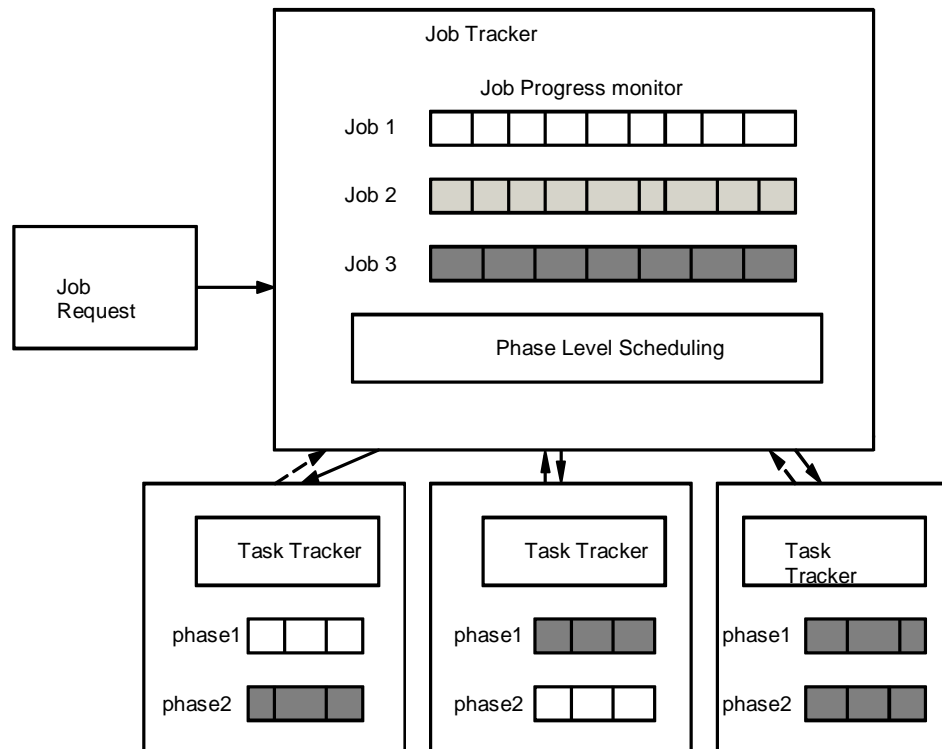 Job Tracker
Job Progress monitor
Job 1
Job 2
Job 3
Job
Request
Phase Level Scheduling
Task Tracker
phase1
phase2
Task Tracker
phase1
phase2
Task
Tracker
phase1
phase2